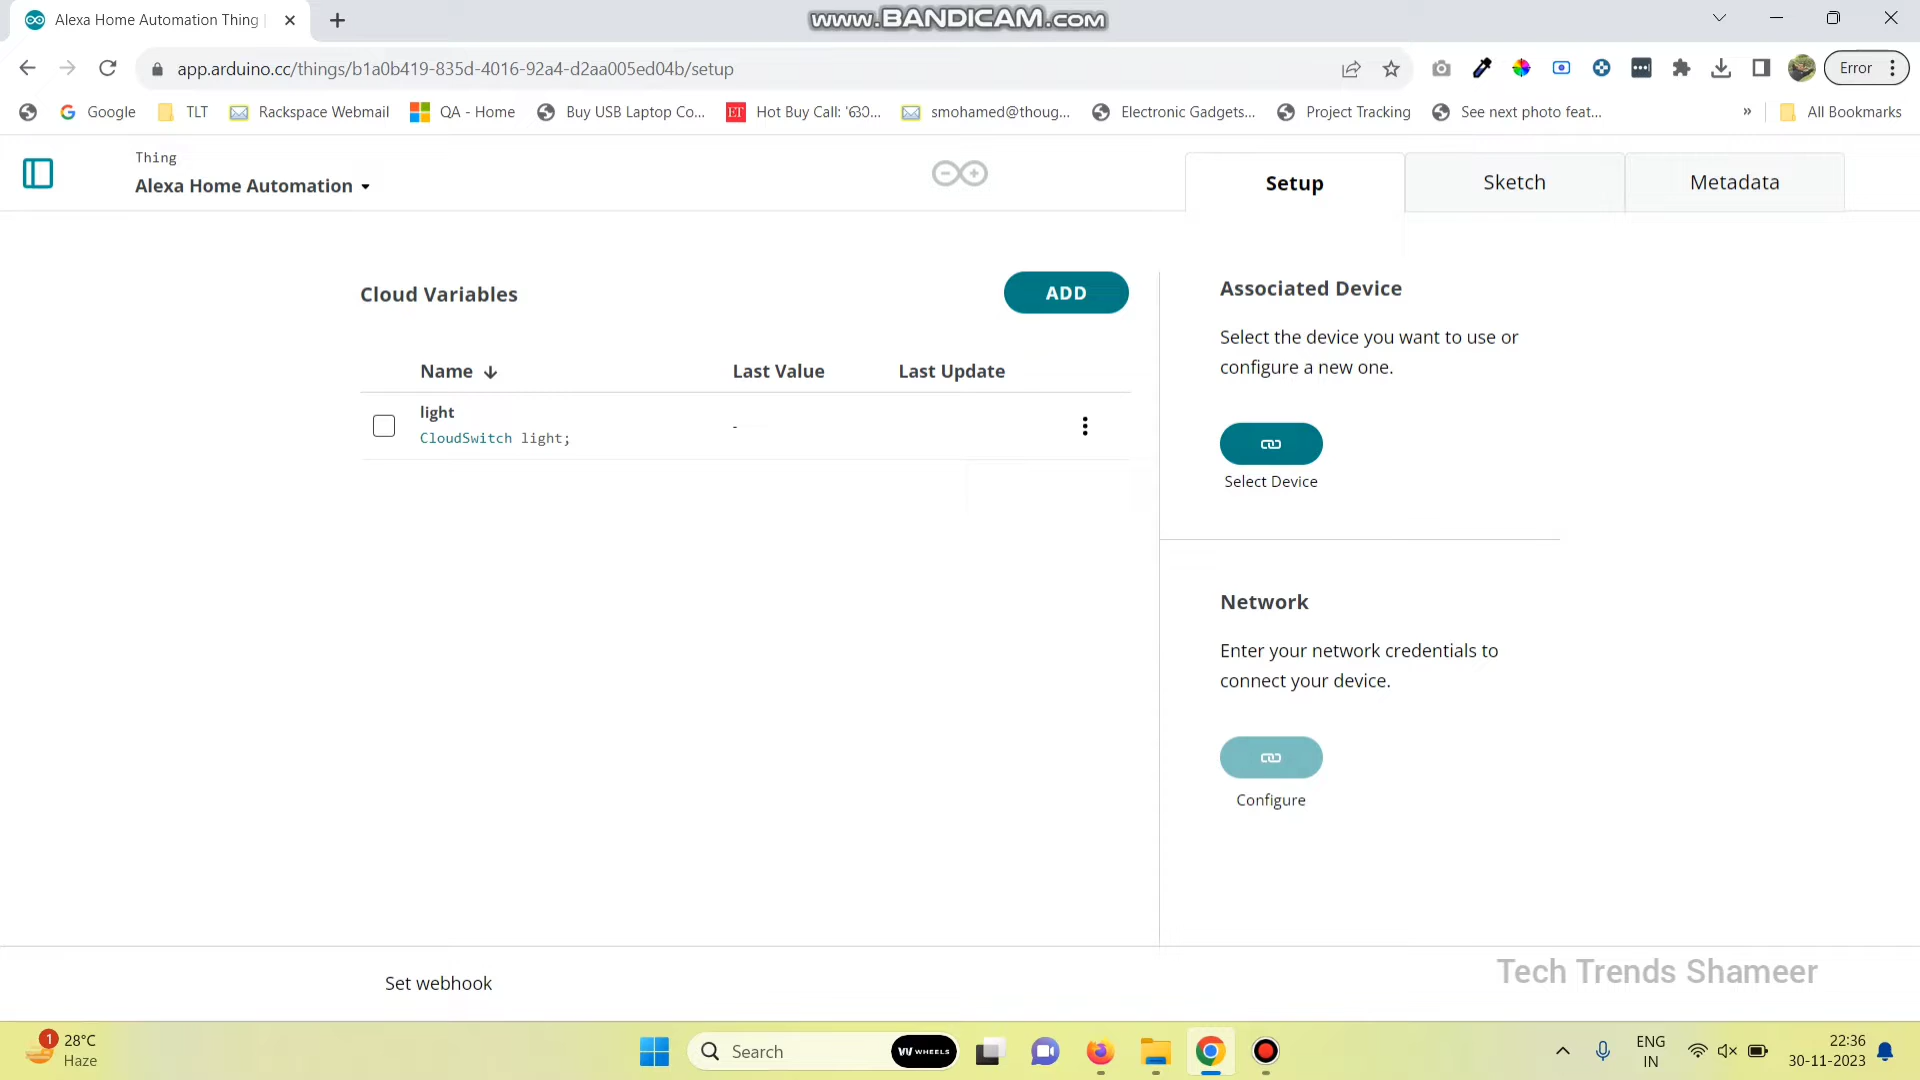 Alexa Home Automation Thing
www.BANDICAM.com
app.arduino.cc/things/b1a0b419-835d-4016-92a4-d2aa005ed04b/setup
Error
Google
TLT
Rackspace Webmail
QA - Home
Buy USB Laptop Co...
ET
Hot Buy Call: 'ଓ...
smohamed@thoug...
Electronic Gadgets...
Project Tracking
See next photo feat...
»
All Bookmarks
Thing
Alexa Home Automation
Setup
Sketch
Metadata
Cloud Variables
ADD
Associated Device
Select the device you want to use or
configure a new one.
Name
Last Value
Last Update
light
CloudSwitch light;
-
Select Device
Network
Enter your network credentials to
connect your device.
Configure
Set webhook
Tech Trends Shameer
1
28°C
Haze
Search
WHEELS
ENG
IN
22:36
30-11-2023